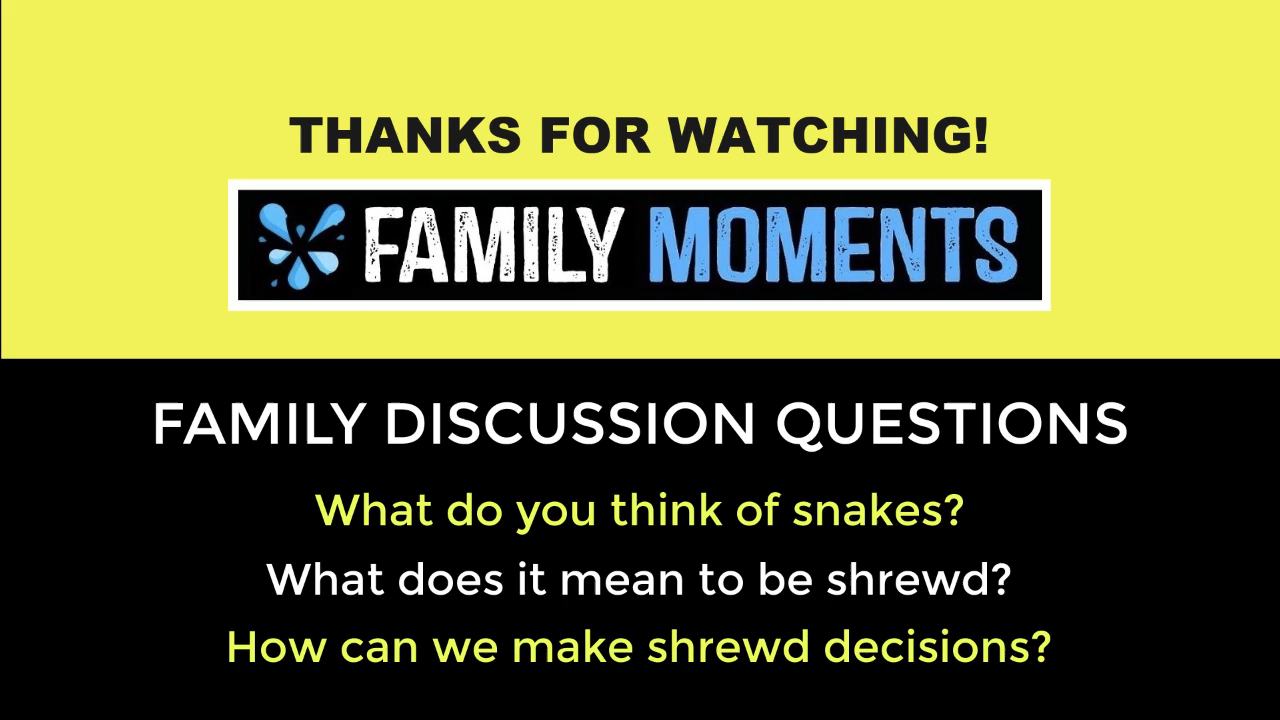 THANKS FOR WATCHING!
FAMILY MOMENTS
FAMILY DISCUSSION QUESTIONS
What do you think of snakes?
What does it mean to be shrewd?
How can we make shrewd decisions?